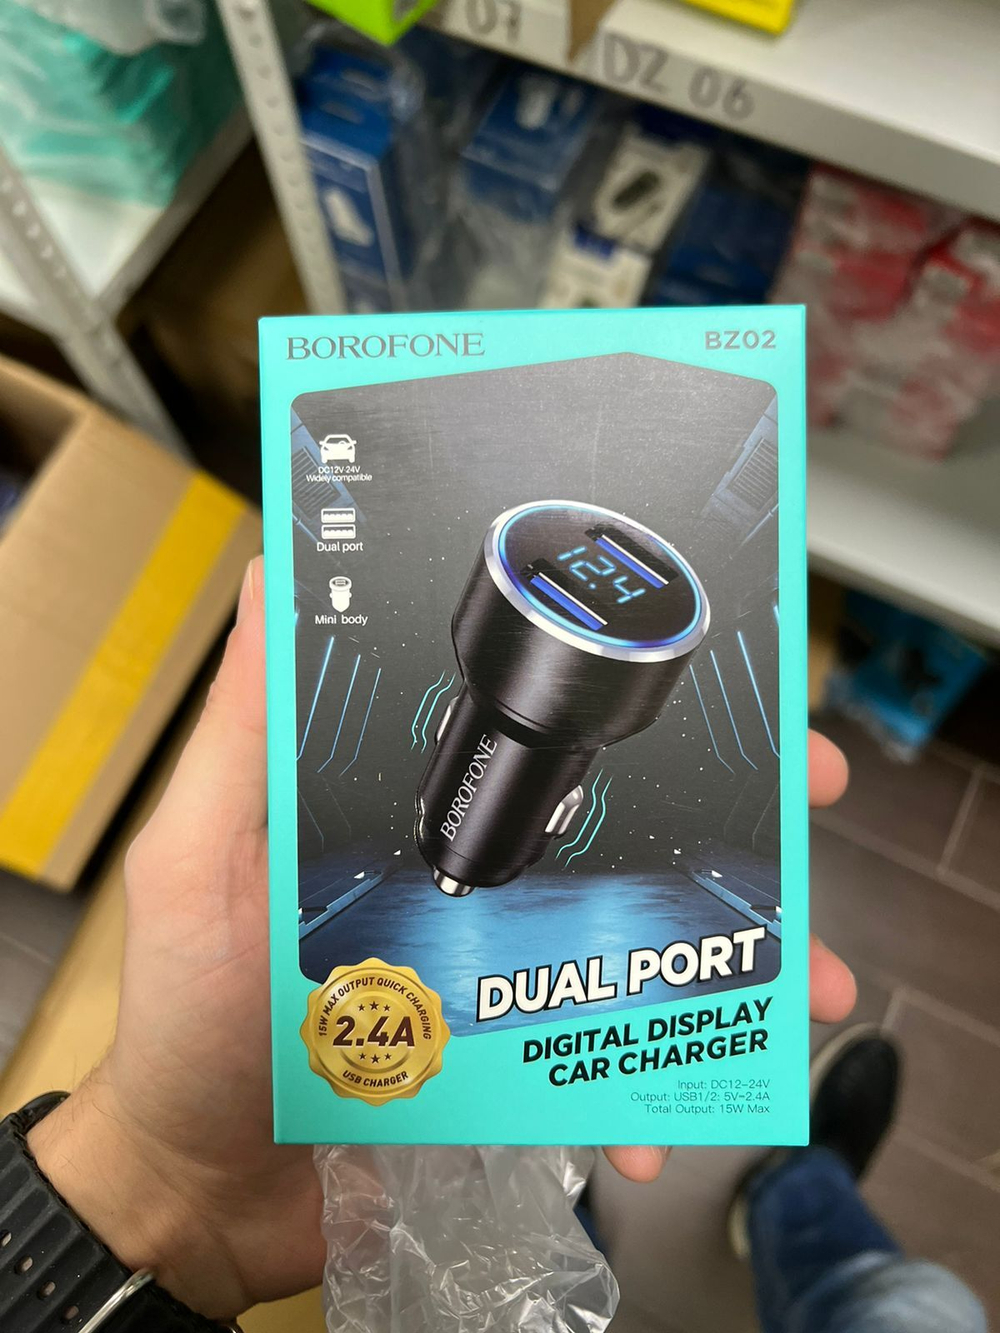 07
DZ 06
BOROFONE
BZ02
DC12V-24V
Widely compatible
Dual port
Mini body
12.4
BOROFONE
DUAL PORT
DIGITAL DISPLAY
CAR CHARGER
15W MAX OUTPUT QUICK CHARGING
2.4A
USB CHARGER
Input: DC12-24V
Output: USB1/2: 5V=2.4A
Total Output: 15W Max